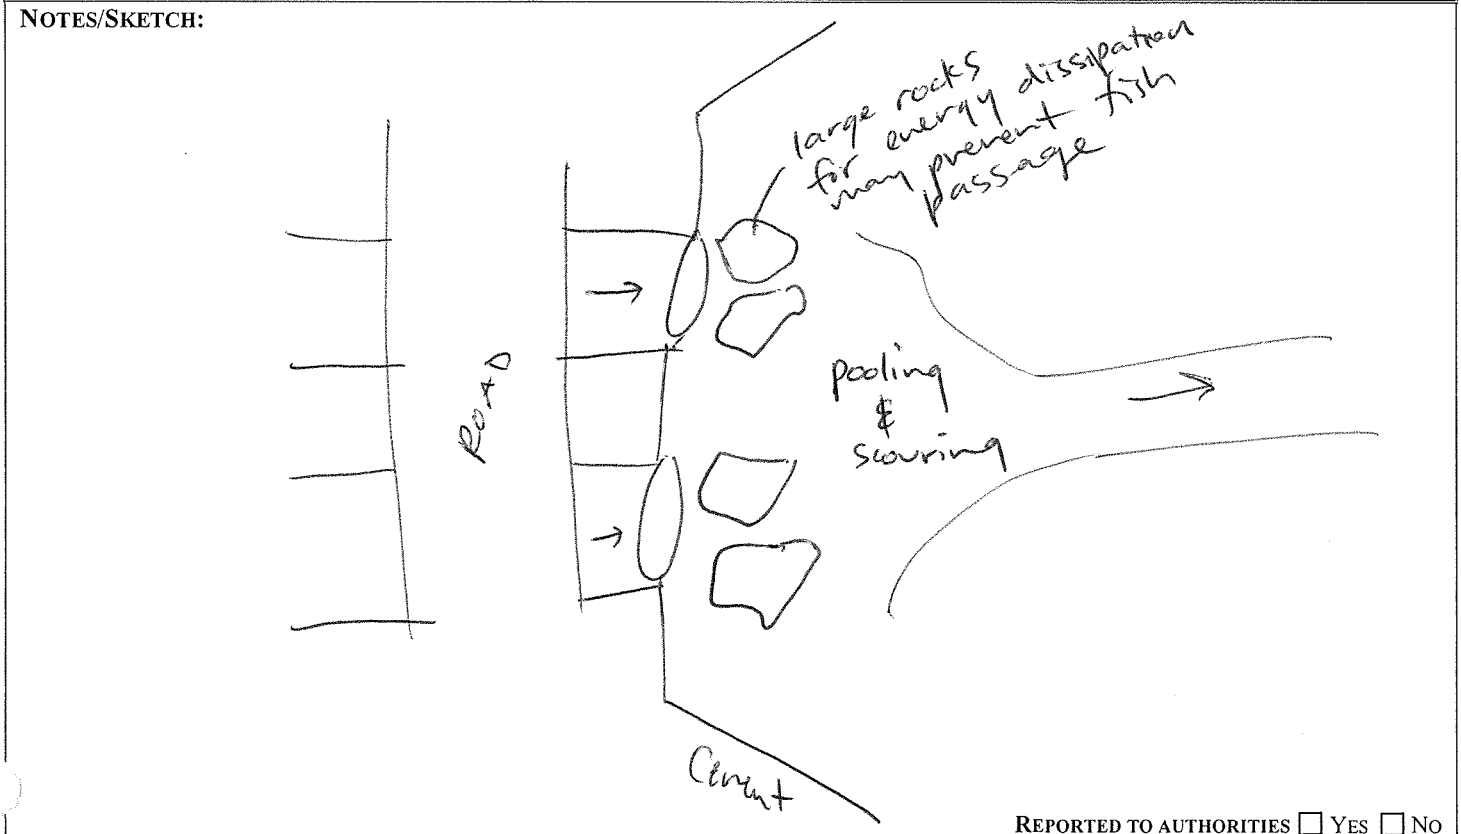 NOTES/SKETCH:
large rocks
for energy dissipation
may prevent fish
passage
ROAD
pooling
&
scouring
Cement
REPORTED TO AUTHORITIES ☐ YES ☐ NO